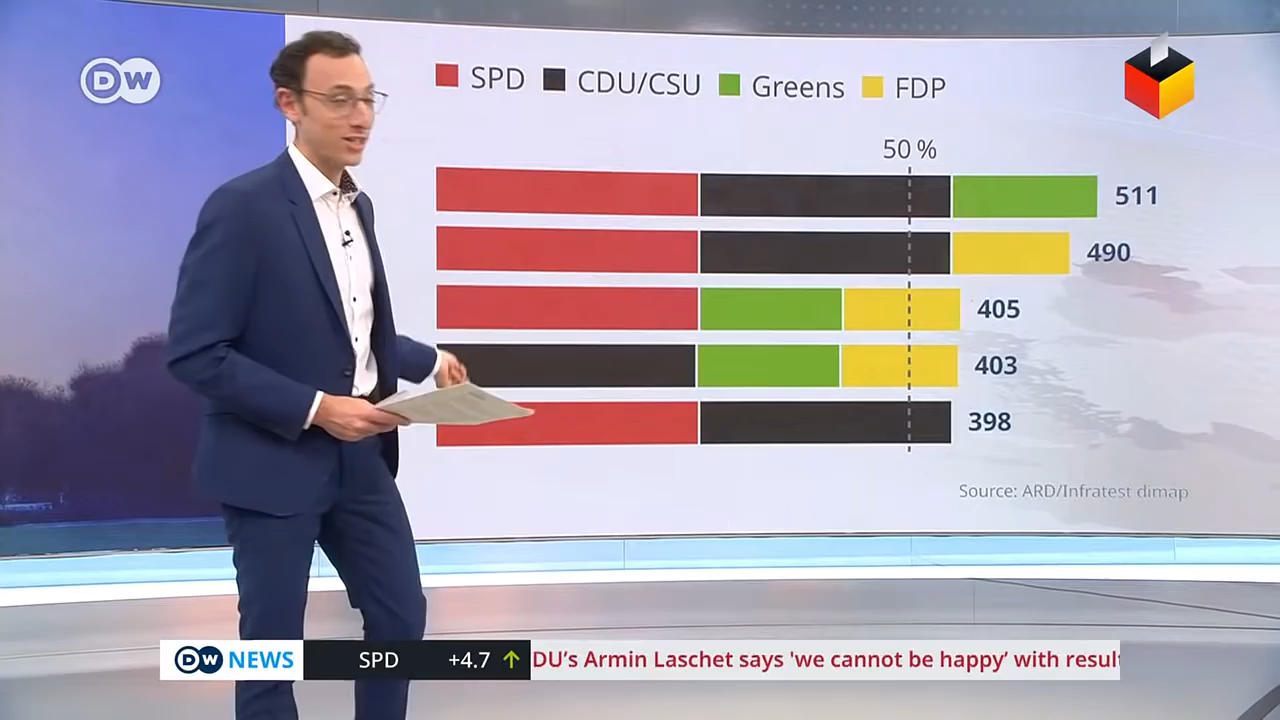 DW
SPD CDU/CSU Greens FDP
50 %
511
490
405
403
398
Source: ARD/Infratest dimap
DW NEWS SPD +4.7 DU’s Armin Laschet says 'we cannot be happy’ with resul